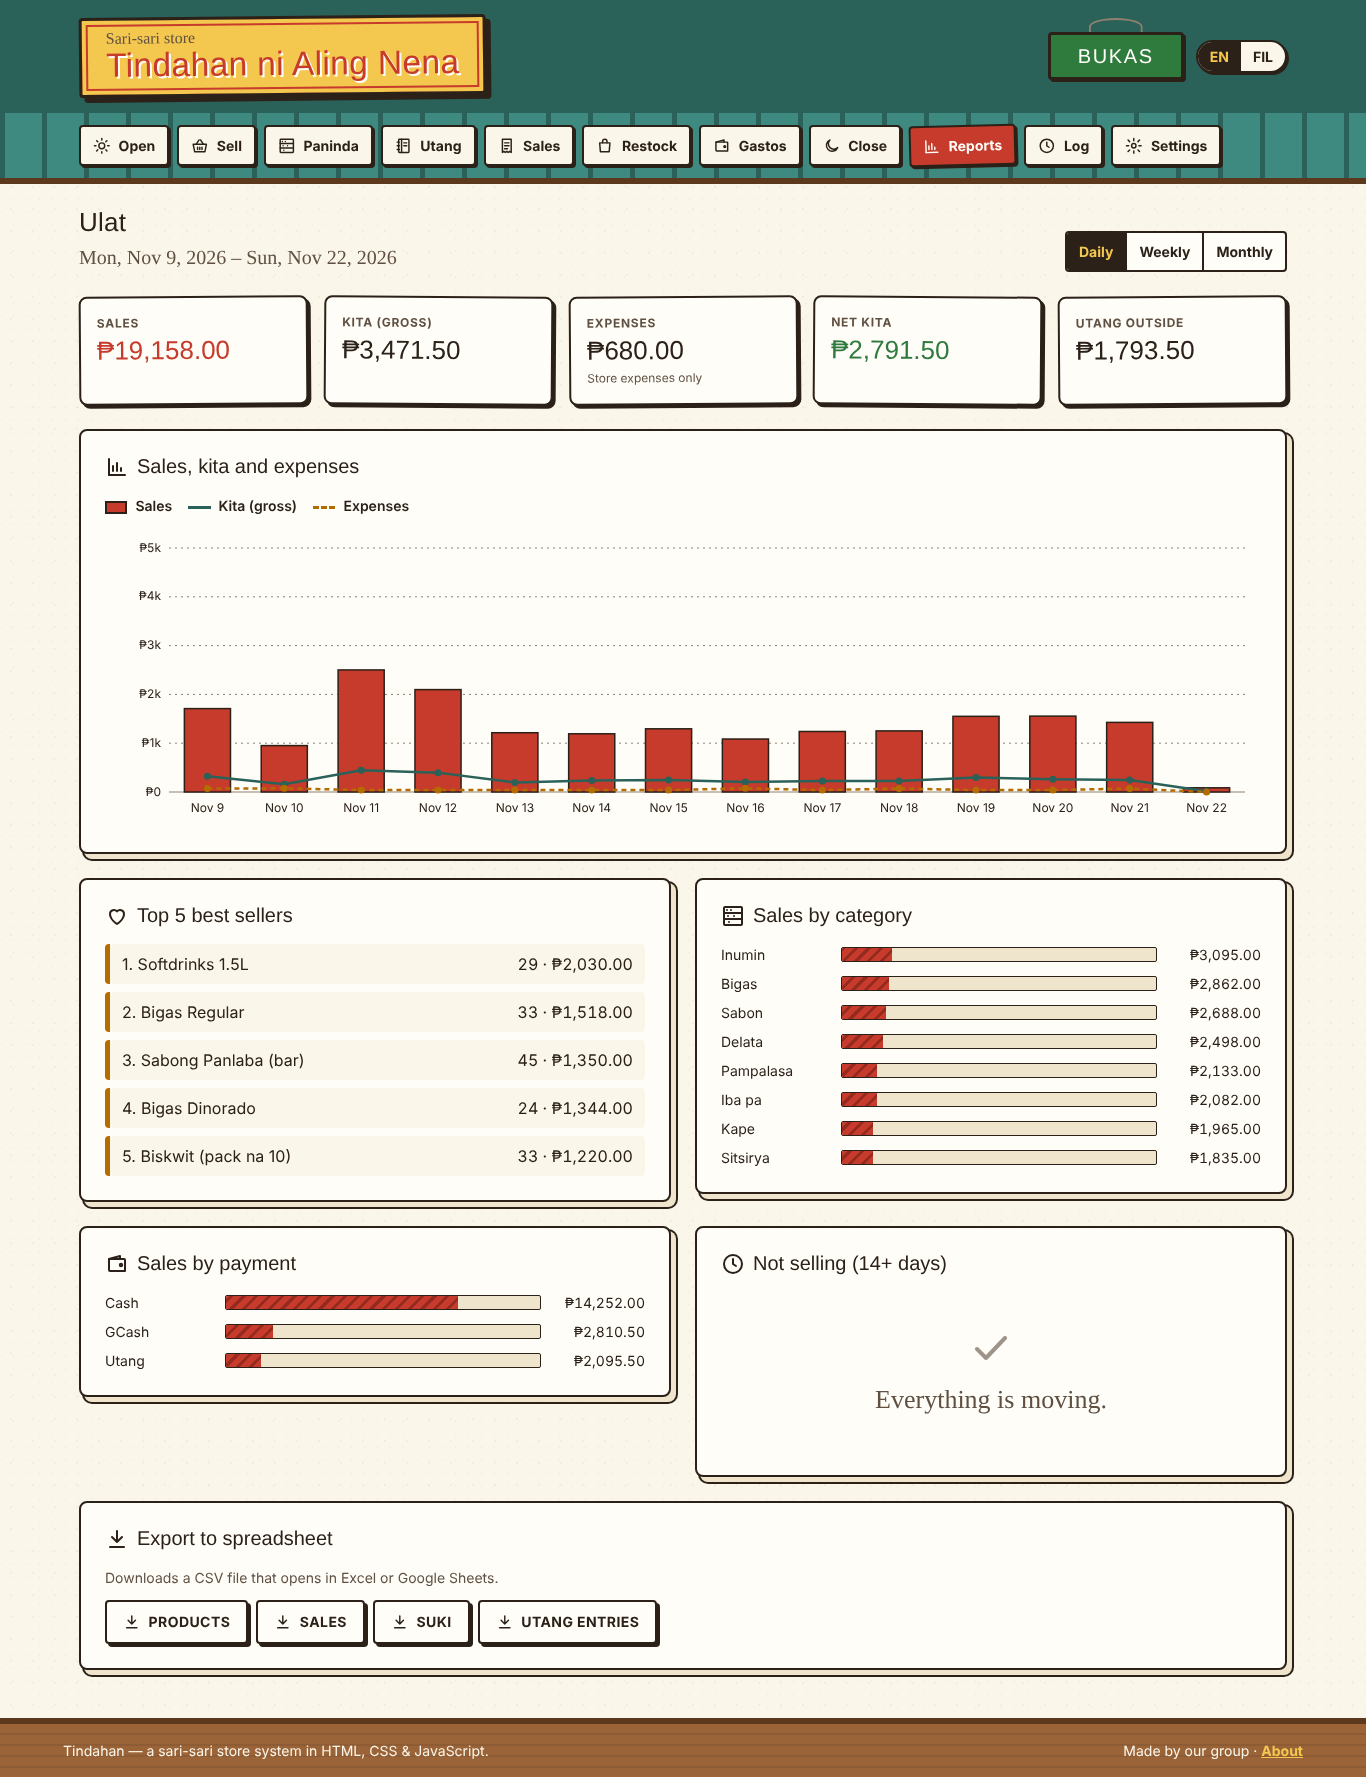 Sari-sari store
Tindahan ni Aling Nena
BUKAS
EN FIL
Open Sell Paninda Utang Sales Restock Gastos Close Reports Log Settings
Ulat
Mon, Nov 9, 2026 – Sun, Nov 22, 2026
Daily Weekly Monthly
SALES
₱19,158.00
KITA (GROSS)
₱3,471.50
EXPENSES
₱680.00
Store expenses only
NET KITA
₱2,791.50
UTANG OUTSIDE
₱1,793.50
Sales, kita and expenses
Sales Kita (gross) Expenses
₱5k
₱4k
₱3k
₱2k
₱1k
₱0
Nov 9 Nov 10 Nov 11 Nov 12 Nov 13 Nov 14 Nov 15 Nov 16 Nov 17 Nov 18 Nov 19 Nov 20 Nov 21 Nov 22
Top 5 best sellers
1. Softdrinks 1.5L 29 · ₱2,030.00
2. Bigas Regular 33 · ₱1,518.00
3. Sabong Panlaba (bar) 45 · ₱1,350.00
4. Bigas Dinorado 24 · ₱1,344.00
5. Biskwit (pack na 10) 33 · ₱1,220.00
Sales by category
Inumin ₱3,095.00
Bigas ₱2,862.00
Sabon ₱2,688.00
Delata ₱2,498.00
Pampalasa ₱2,133.00
Iba pa ₱2,082.00
Kape ₱1,965.00
Sitsirya ₱1,835.00
Sales by payment
Cash ₱14,252.00
GCash ₱2,810.50
Utang ₱2,095.50
Not selling (14+ days)
Everything is moving.
Export to spreadsheet
Downloads a CSV file that opens in Excel or Google Sheets.
PRODUCTS SALES SUKI UTANG ENTRIES
Tindahan — a sari-sari store system in HTML, CSS & JavaScript.
Made by our group · About